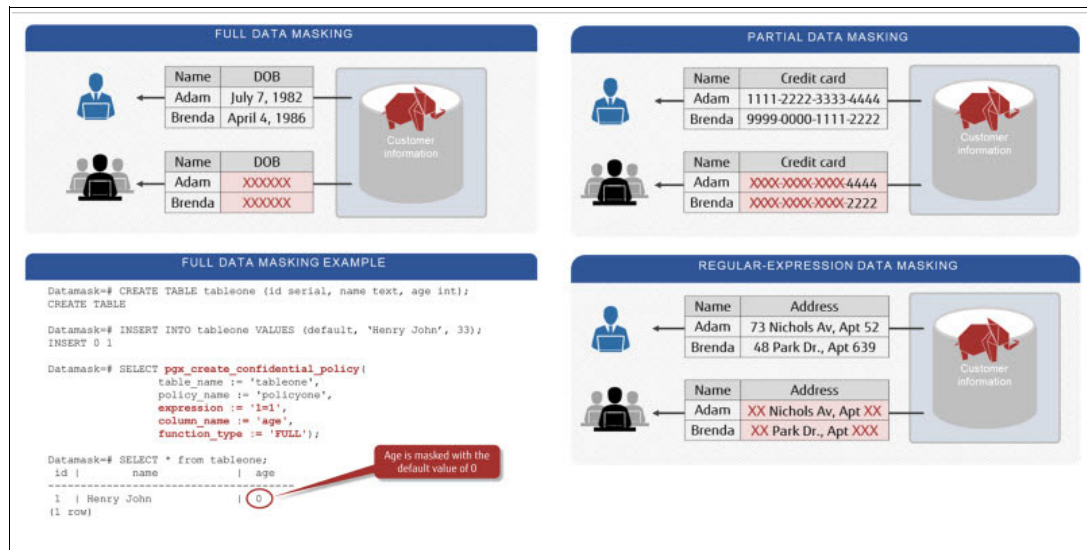 FULL DATA MASKING
Name DOB
Adam July 7, 1982
Brenda April 4, 1986
Customer information
Name DOB
Adam XXXXXX
Brenda XXXXXX
PARTIAL DATA MASKING
Name Credit card
Adam 1111-2222-3333-4444
Brenda 9999-0000-1111-2222
Customer information
Name Credit card
Adam XXXX-XXXX-XXXX-4444
Brenda XXXX-XXXX-XXXX-2222
FULL DATA MASKING EXAMPLE
Datamask=# CREATE TABLE tableone (id serial, name text, age int);
CREATE TABLE
Datamask=# INSERT INTO tableone VALUES (default, ‘Henry John’, 33);
INSERT 0 1
Datamask=# SELECT pgx_create_confidential_policy(
table_name := 'tableone',
policy_name := 'policyone',
expression := '1=1',
column_name := 'age',
function_type := 'FULL');
Datamask=# SELECT * from tableone;
id | name | age
---------------------------------------
1 | Henry John | 0
(1 row)
Age is masked with the
default value of 0
REGULAR-EXPRESSION DATA MASKING
Name Address
Adam 73 Nichols Av, Apt 52
Brenda 48 Park Dr., Apt 639
Customer
information
Name Address
Adam XX Nichols Av, Apt XX
Brenda XX Park Dr., Apt XXX